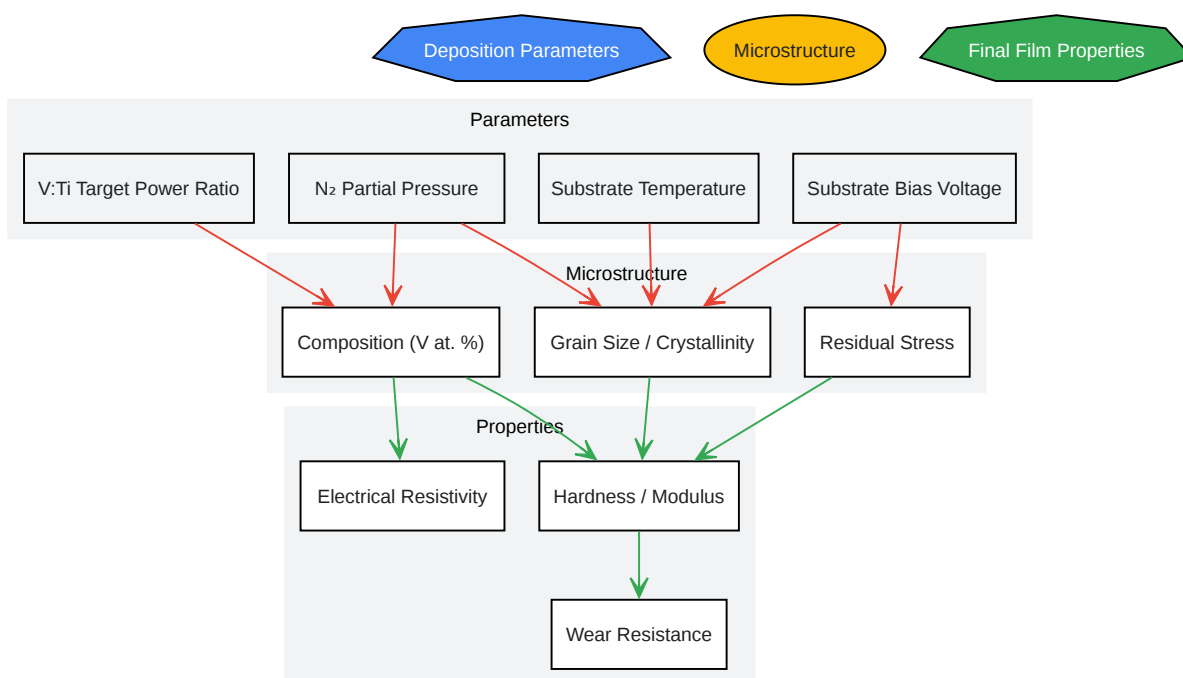 Deposition Parameters
Microstructure
Final Film Properties
Parameters
V:Ti Target Power Ratio
N₂ Partial Pressure
Substrate Temperature
Substrate Bias Voltage
Microstructure
Composition (V at. %)
Grain Size / Crystallinity
Residual Stress
Properties
Electrical Resistivity
Hardness / Modulus
Wear Resistance